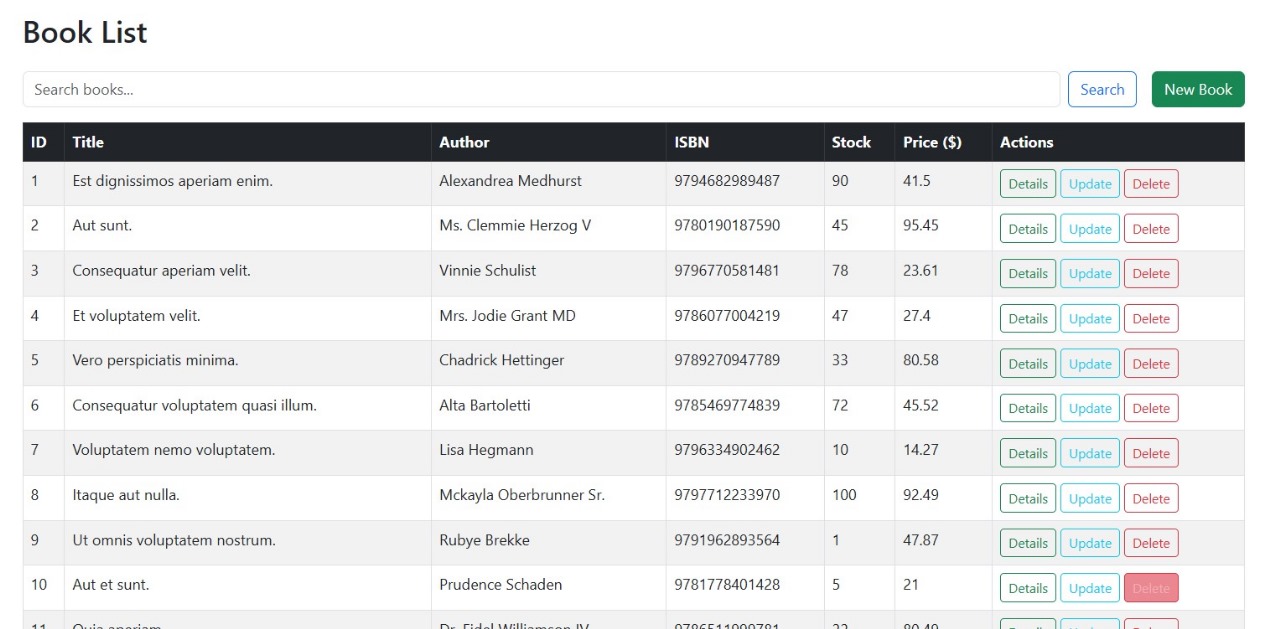 Book List
Search books... Search New Book
ID Title Author ISBN Stock Price ($) Actions
1 Est dignissimos aperiam enim. Alexandrea Medhurst 9794682989487 90 41.5 Details Update Delete
2 Aut sunt. Ms. Clemmie Herzog V 9780190187590 45 95.45 Details Update Delete
3 Consequatur aperiam velit. Vinnie Schulist 9796770581481 78 23.61 Details Update Delete
4 Et voluptatem velit. Mrs. Jodie Grant MD 9786077004219 47 27.4 Details Update Delete
5 Vero perspiciatis minima. Chadrick Hettinger 9789270947789 33 80.58 Details Update Delete
6 Consequatur voluptatem quasi illum. Alta Bartoletti 9785469774839 72 45.52 Details Update Delete
7 Voluptatem nemo voluptatem. Lisa Hegmann 9796334902462 10 14.27 Details Update Delete
8 Itaque aut nulla. Mckayla Oberbrunner Sr. 9797712233970 100 92.49 Details Update Delete
9 Ut omnis voluptatem nostrum. Rubye Brekke 9791962893564 1 47.87 Details Update Delete
10 Aut et sunt. Prudence Schaden 9781778401428 5 21 Details Update Delete
11 Quia aperiam Dr. Fidel Williamson IV